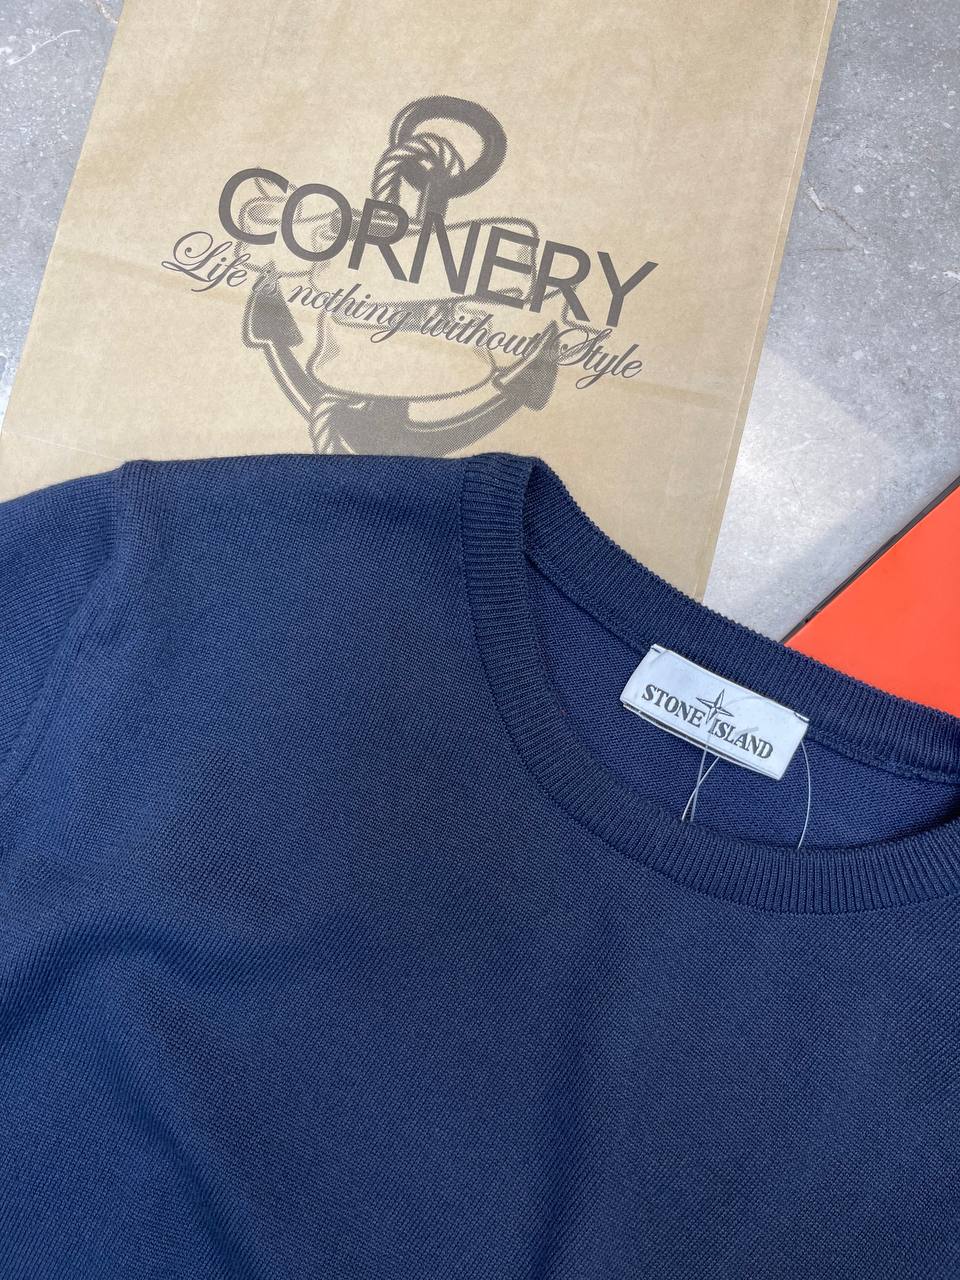 CORNERY
Life is nothing without Style
STONE ISLAND